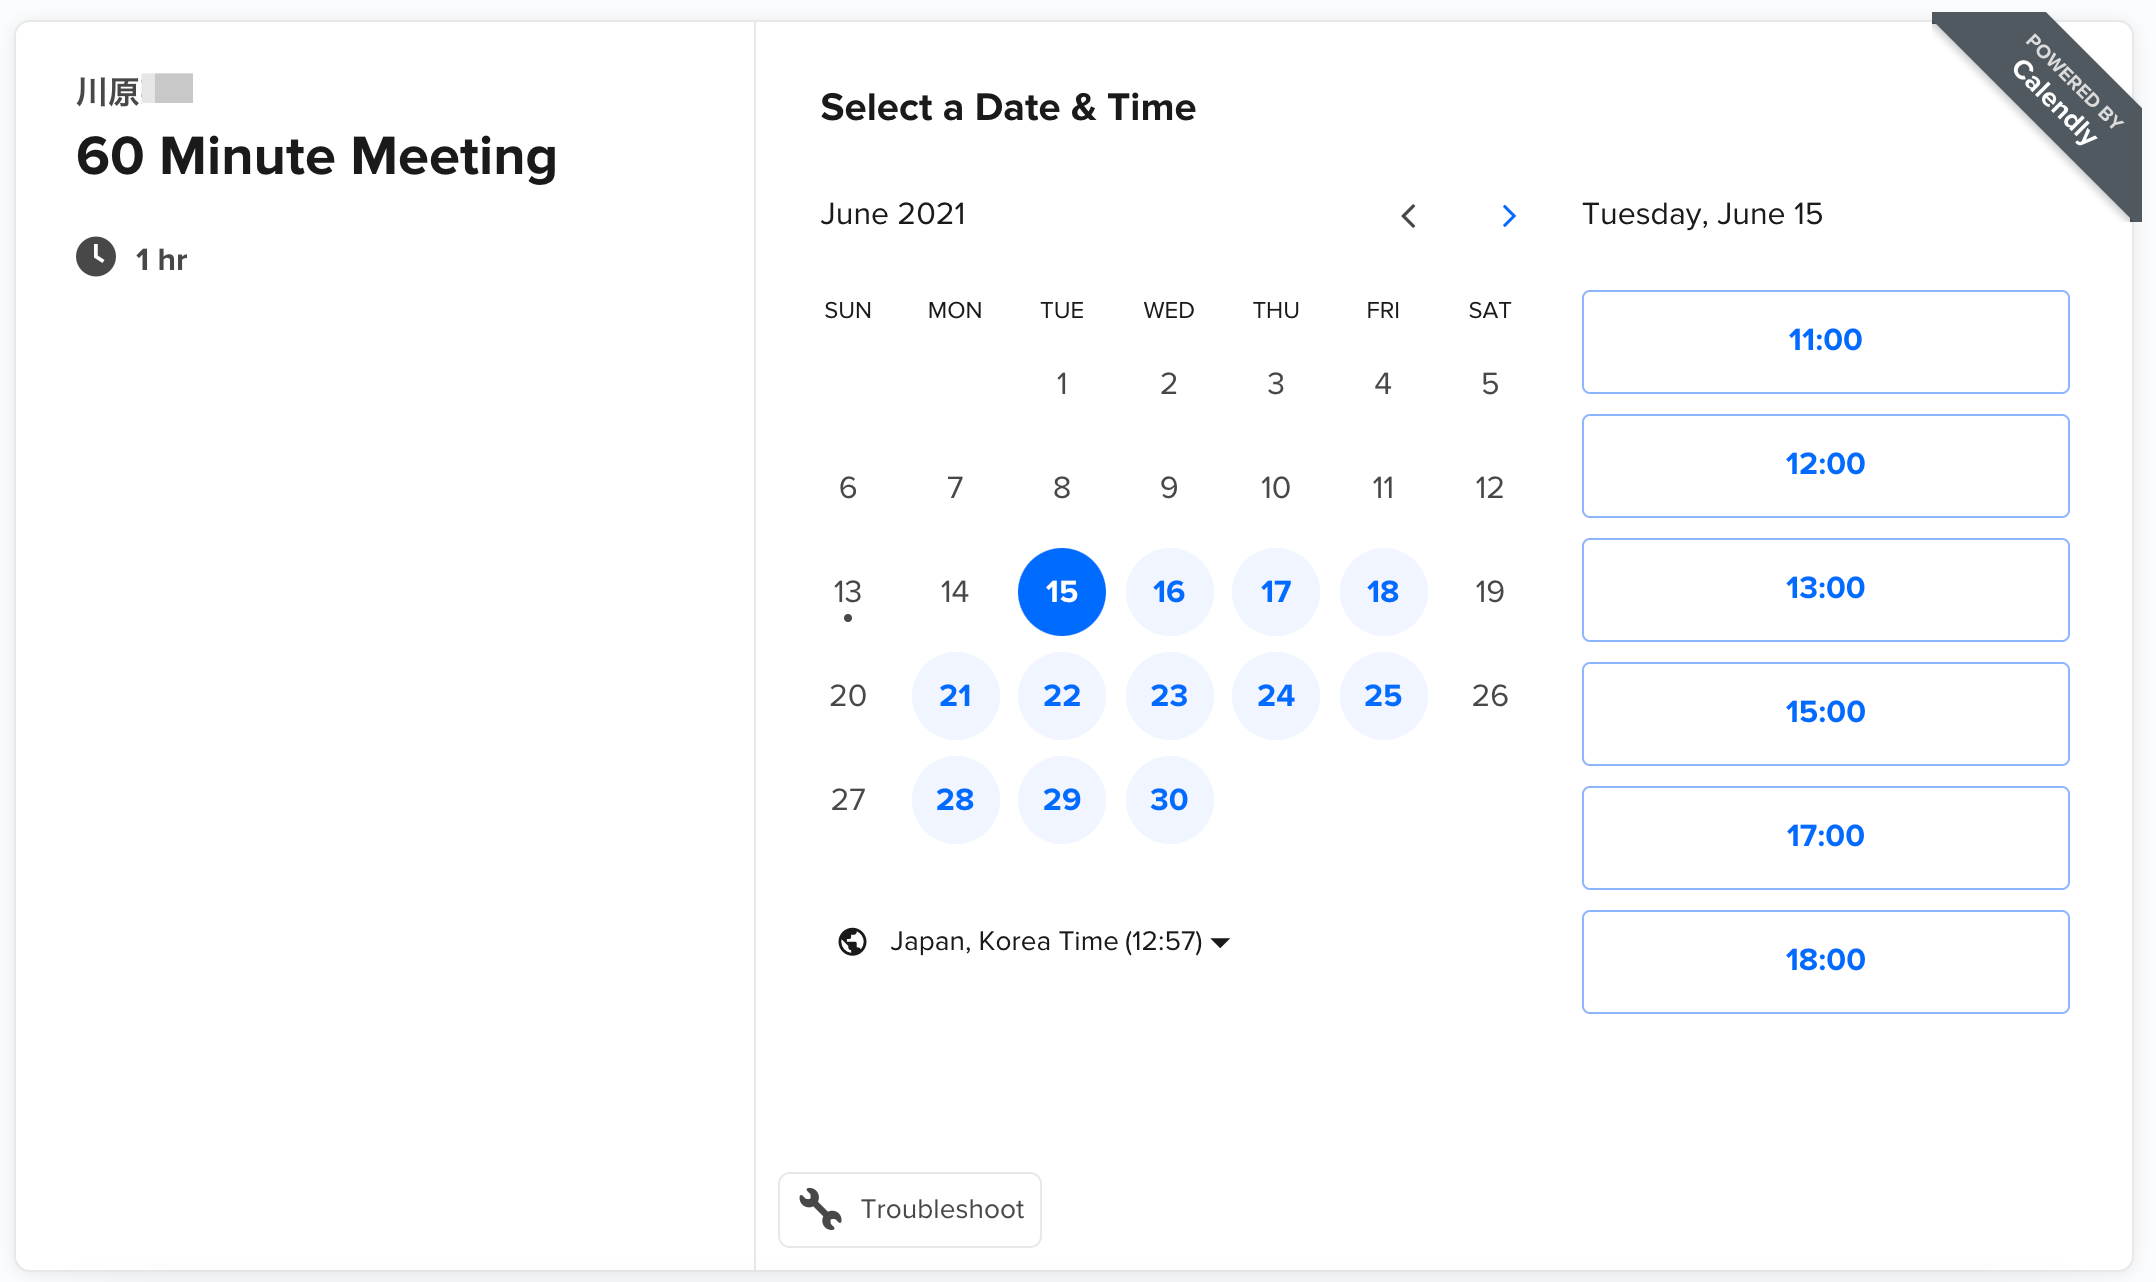 川原
60 Minute Meeting
1 hr
Select a Date & Time
June 2021
SUN MON TUE WED THU FRI SAT
1 2 3 4 5
6 7 8 9 10 11 12
13 14 15 16 17 18 19
20 21 22 23 24 25 26
27 28 29 30
Japan, Korea Time (12:57)
Troubleshoot
Tuesday, June 15
11:00
12:00
13:00
15:00
17:00
18:00
POWERED BY
Calendly